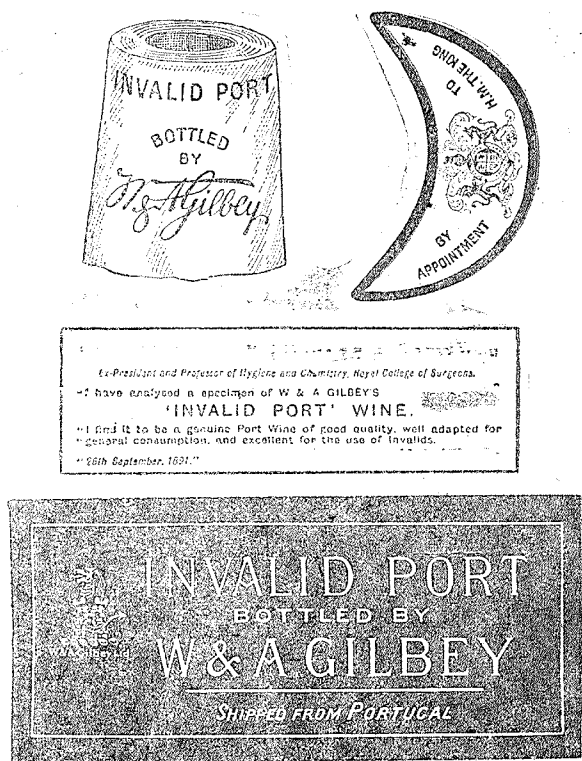 INVALID PORT
BOTTLED
BY
W & A Gilbey
BY
APPOINTMENT
TO
H.M. THE KING
Ex-President and Professor of Hygiene and Chemistry, Royal College of Surgeons.
"I have analysed a specimen of W & A GILBEY'S
'INVALID PORT' WINE.
"I find it to be a genuine Port Wine of good quality, well adapted for
"general consumption, and excellent for the use of Invalids.
"26th September, 1891."
INVALID PORT
BOTTLED BY
W & A GILBEY
SHIPPED FROM PORTUGAL